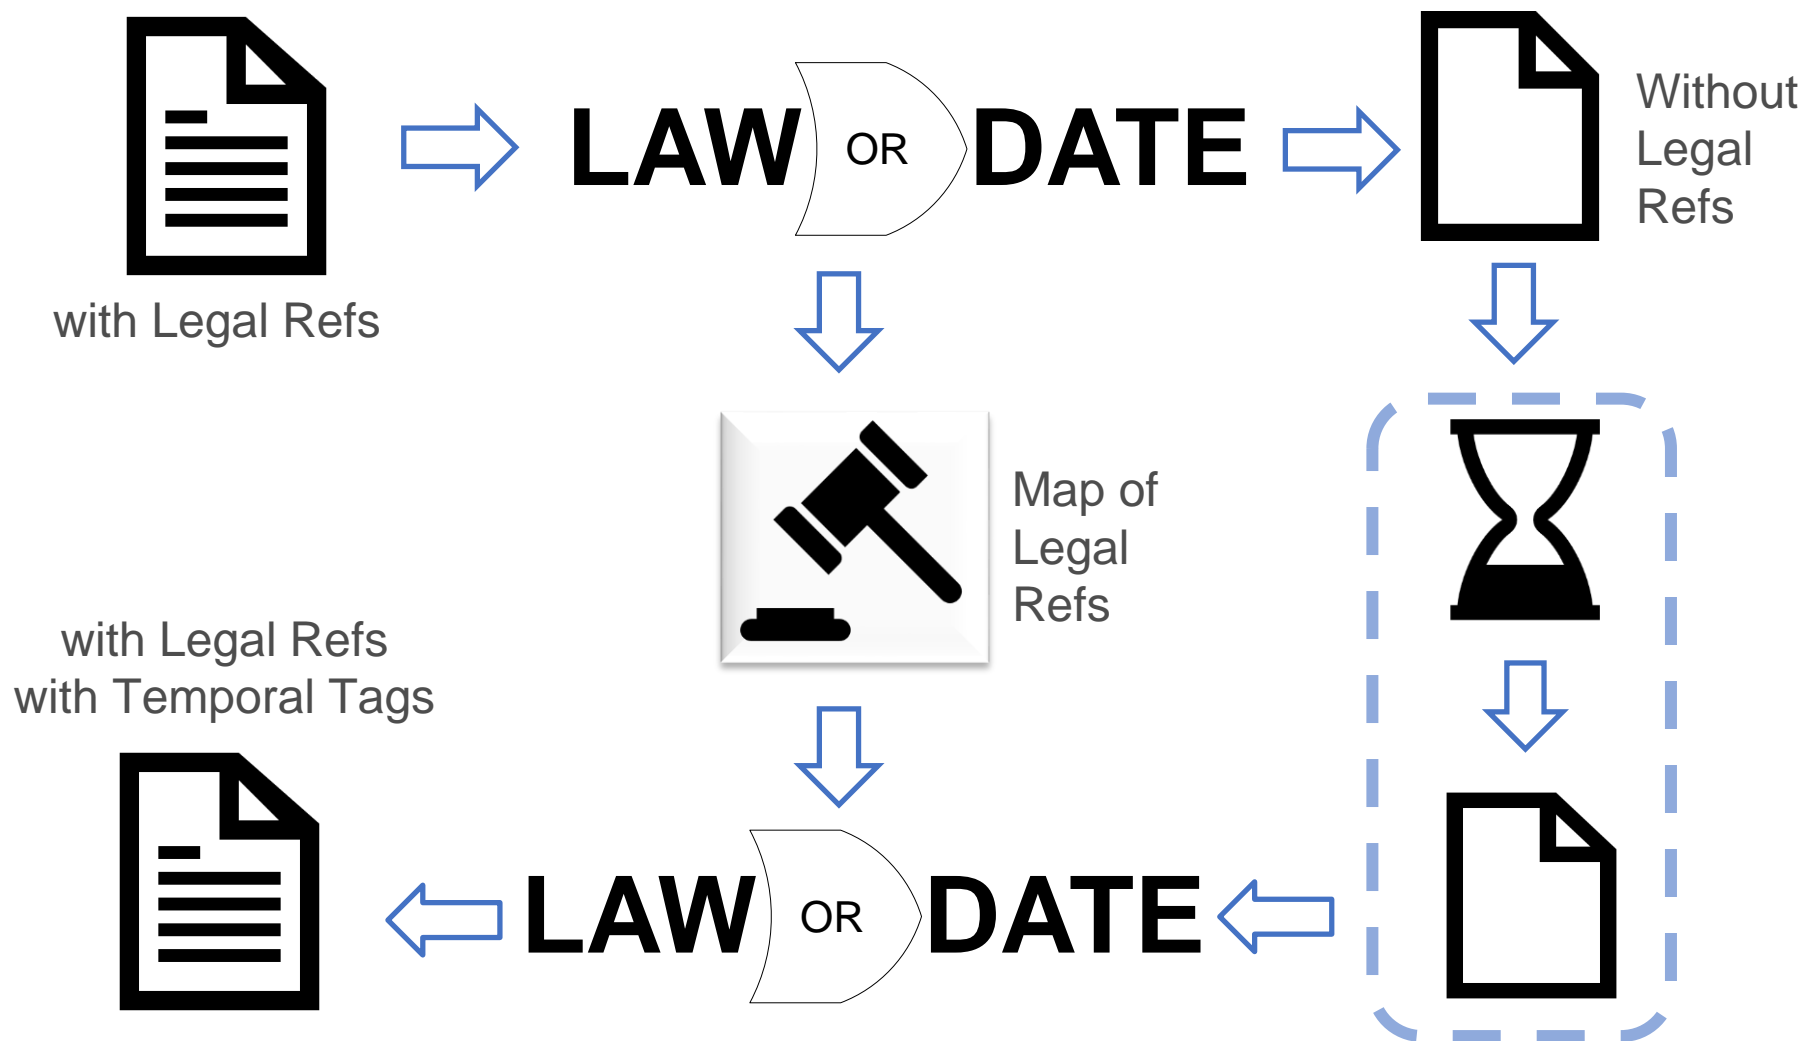 LAW OR DATE
Without
Legal
Refs
with Legal Refs
Map of
Legal
Refs
with Legal Refs
with Temporal Tags
LAW OR DATE